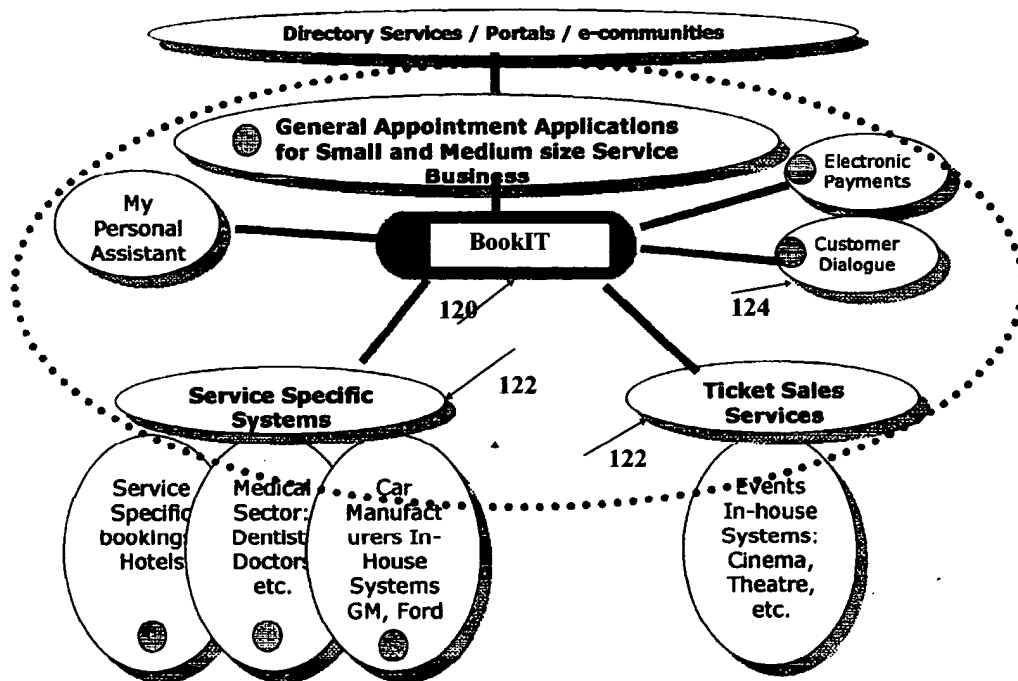 Directory Services / Portals / e-communities
General Appointment Applications
for Small and Medium size Service
Business
Electronic
Payments
My
Personal
Assistant
BookIT
Customer
Dialogue
120
124
122
Service Specific
Systems
Ticket Sales
Services
122
Service
Specific
bookings
Hotels
Medical
Sector:
Dentist
Doctors
etc.
Car
Manufact
urers In-
House
Systems
GM, Ford
Events
In-house
Systems:
Cinema,
Theatre,
etc.